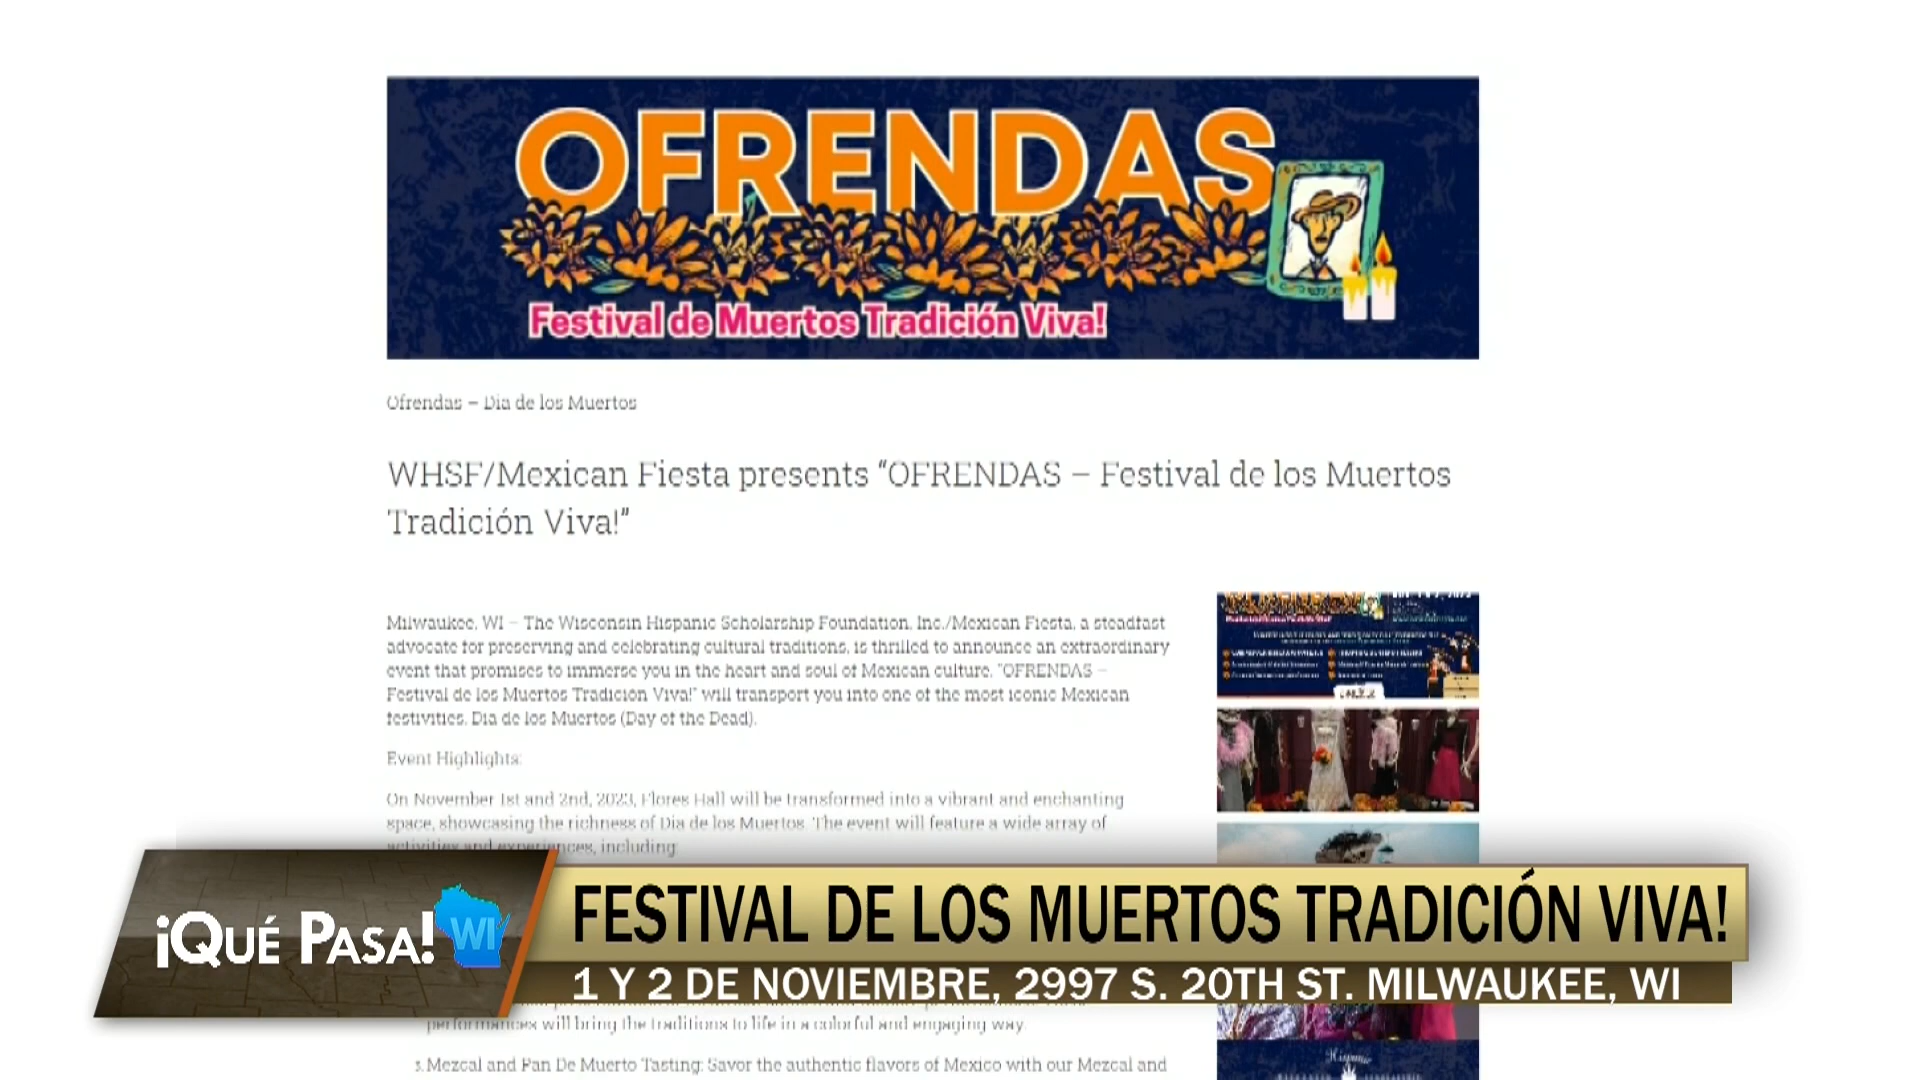 OFRENDAS
Festival de Muertos Tradición Viva!
Ofrendas – Dia de los Muertos
WHSF/Mexican Fiesta presents “OFRENDAS – Festival de los Muertos
Tradición Viva!”
Milwaukee, WI – The Wisconsin Hispanic Scholarship Foundation, Inc./Mexican Fiesta, a steadfast
advocate for preserving and celebrating cultural traditions, is thrilled to announce an extraordinary
event that promises to immerse you in the heart and soul of Mexican culture. “OFRENDAS –
Festival de los Muertos Tradición Viva!” will transport you into one of the most iconic Mexican
festivities, Dia de los Muertos (Day of the Dead).
Event Highlights:
On November 1st and 2nd, 2023, Flores Hall will be transformed into a vibrant and enchanting
space, showcasing the richness of Dia de los Muertos. The event will feature a wide array of
activities and experiences, including:
¡QUÉ PASA! WI
FESTIVAL DE LOS MUERTOS TRADICIÓN VIVA!
1 Y 2 DE NOVIEMBRE, 2997 S. 20TH ST. MILWAUKEE, WI
performances will bring the traditions to life in a colorful and engaging way.
Mezcal and Pan De Muerto Tasting: Savor the authentic flavors of Mexico with our Mezcal and